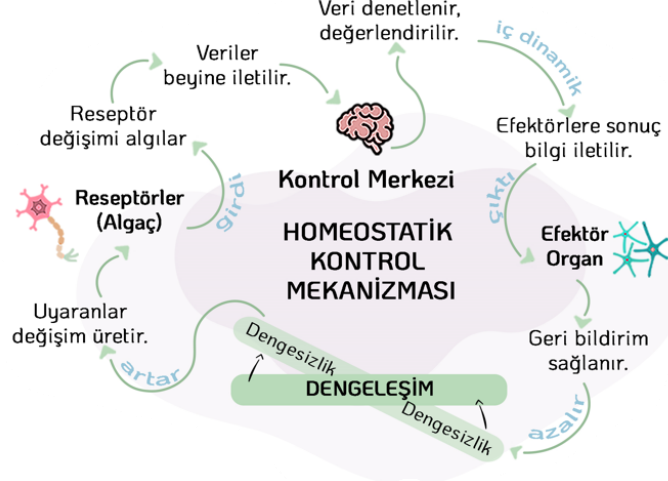 Veri denetlenir,
değerlendirilir.
iç dinamik
Veriler
beyine iletilir.
Reseptör
değişimi algılar
Efektörlere sonuç
bilgi iletilir.
Kontrol Merkezi
girdi
çıktı
Reseptörler
(Algaç)
HOMEOSTATİK
KONTROL
MEKANİZMASI
Efektör
Organ
Uyaranlar
değişim üretir.
Geri bildirim
sağlanır.
artar
Dengesizlik
DENGELEŞİM
Dengesizlik
azalır